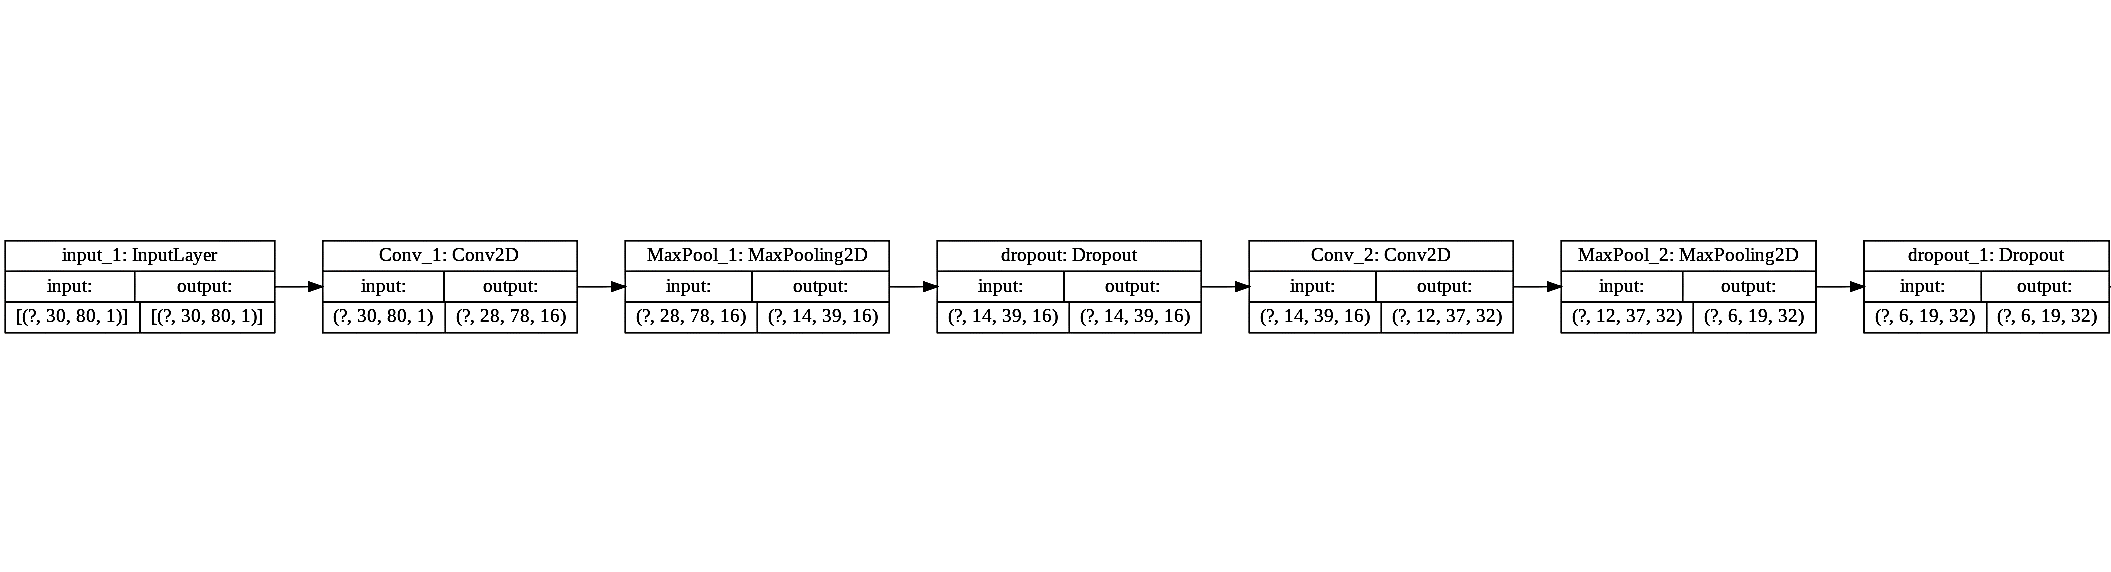 input_1: InputLayer
input: output:
[(?, 30, 80, 1)] [(?, 30, 80, 1)]
Conv_1: Conv2D
input: output:
(?, 30, 80, 1) (?, 28, 78, 16)
MaxPool_1: MaxPooling2D
input: output:
(?, 28, 78, 16) (?, 14, 39, 16)
dropout: Dropout
input: output:
(?, 14, 39, 16) (?, 14, 39, 16)
Conv_2: Conv2D
input: output:
(?, 14, 39, 16) (?, 12, 37, 32)
MaxPool_2: MaxPooling2D
input: output:
(?, 12, 37, 32) (?, 6, 19, 32)
dropout_1: Dropout
input: output:
(?, 6, 19, 32) (?, 6, 19, 32)